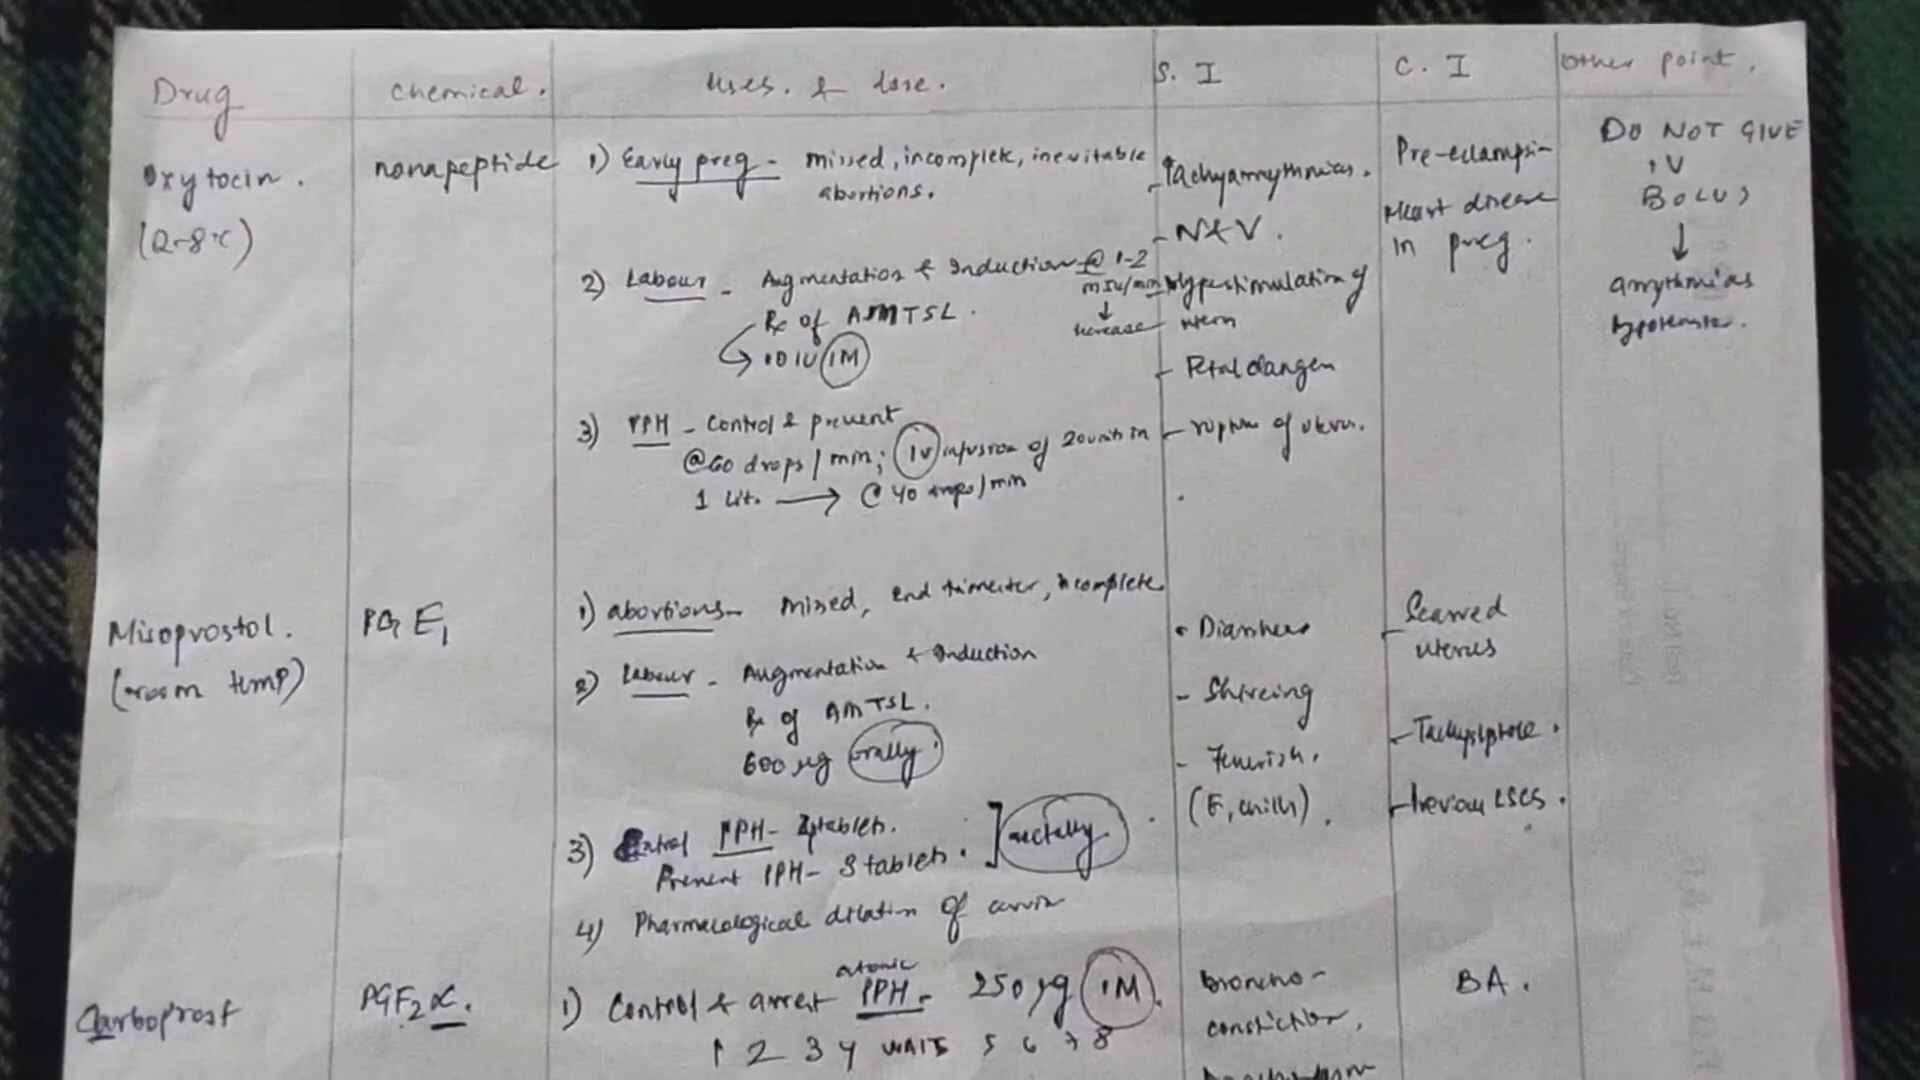 Drug chemical. uses. & dose. S. I C. I Other point.
Oxytocin.
(2-8°c)
nonapeptide
1) Early preg - missed, incomplete, inevitable
abortions.
2) Labour - Augmentation & Induction @ 1-2
mIU/min
↓
increase
Rx of AMTSL.
10 IU IM
3) PPH - Control & prevent
@60 drops / min; IV infusion of 20 units in
1 Lit. → @ 40 drops/min
- Tachyarrythmias.
- N&V.
- Hyperstimulation of
utern
- Fetal danger
- rupture of uterus.
Pre-eclampsi-
Heart disease
in preg.
DO NOT GIVE
IV
BOLUS
↓
arrythmias
hypotension.
Misoprostol.
(room temp)
PG E1
1) abortions- missed, 2nd trimester, incomplete
2) Labour - Augmentation & Induction
Rx of AMTSL.
600 µg orally.
3) Control PPH- 4 tablets.
Prevent PPH- 3 tablets. ] rectally
4) Pharmacological dilation of cervix
• Diarrhea
- Shivering
-
(F, chills).
- Scarred
uterus
- Tachysystole.
- Previous LSCS.
Carboprost
PGF2α.
1) Control & arrest atonic PPH- 250 µg IM.
1 2 3 4 WAIT 5 6 7 8
broncho-
constriction,
BA.